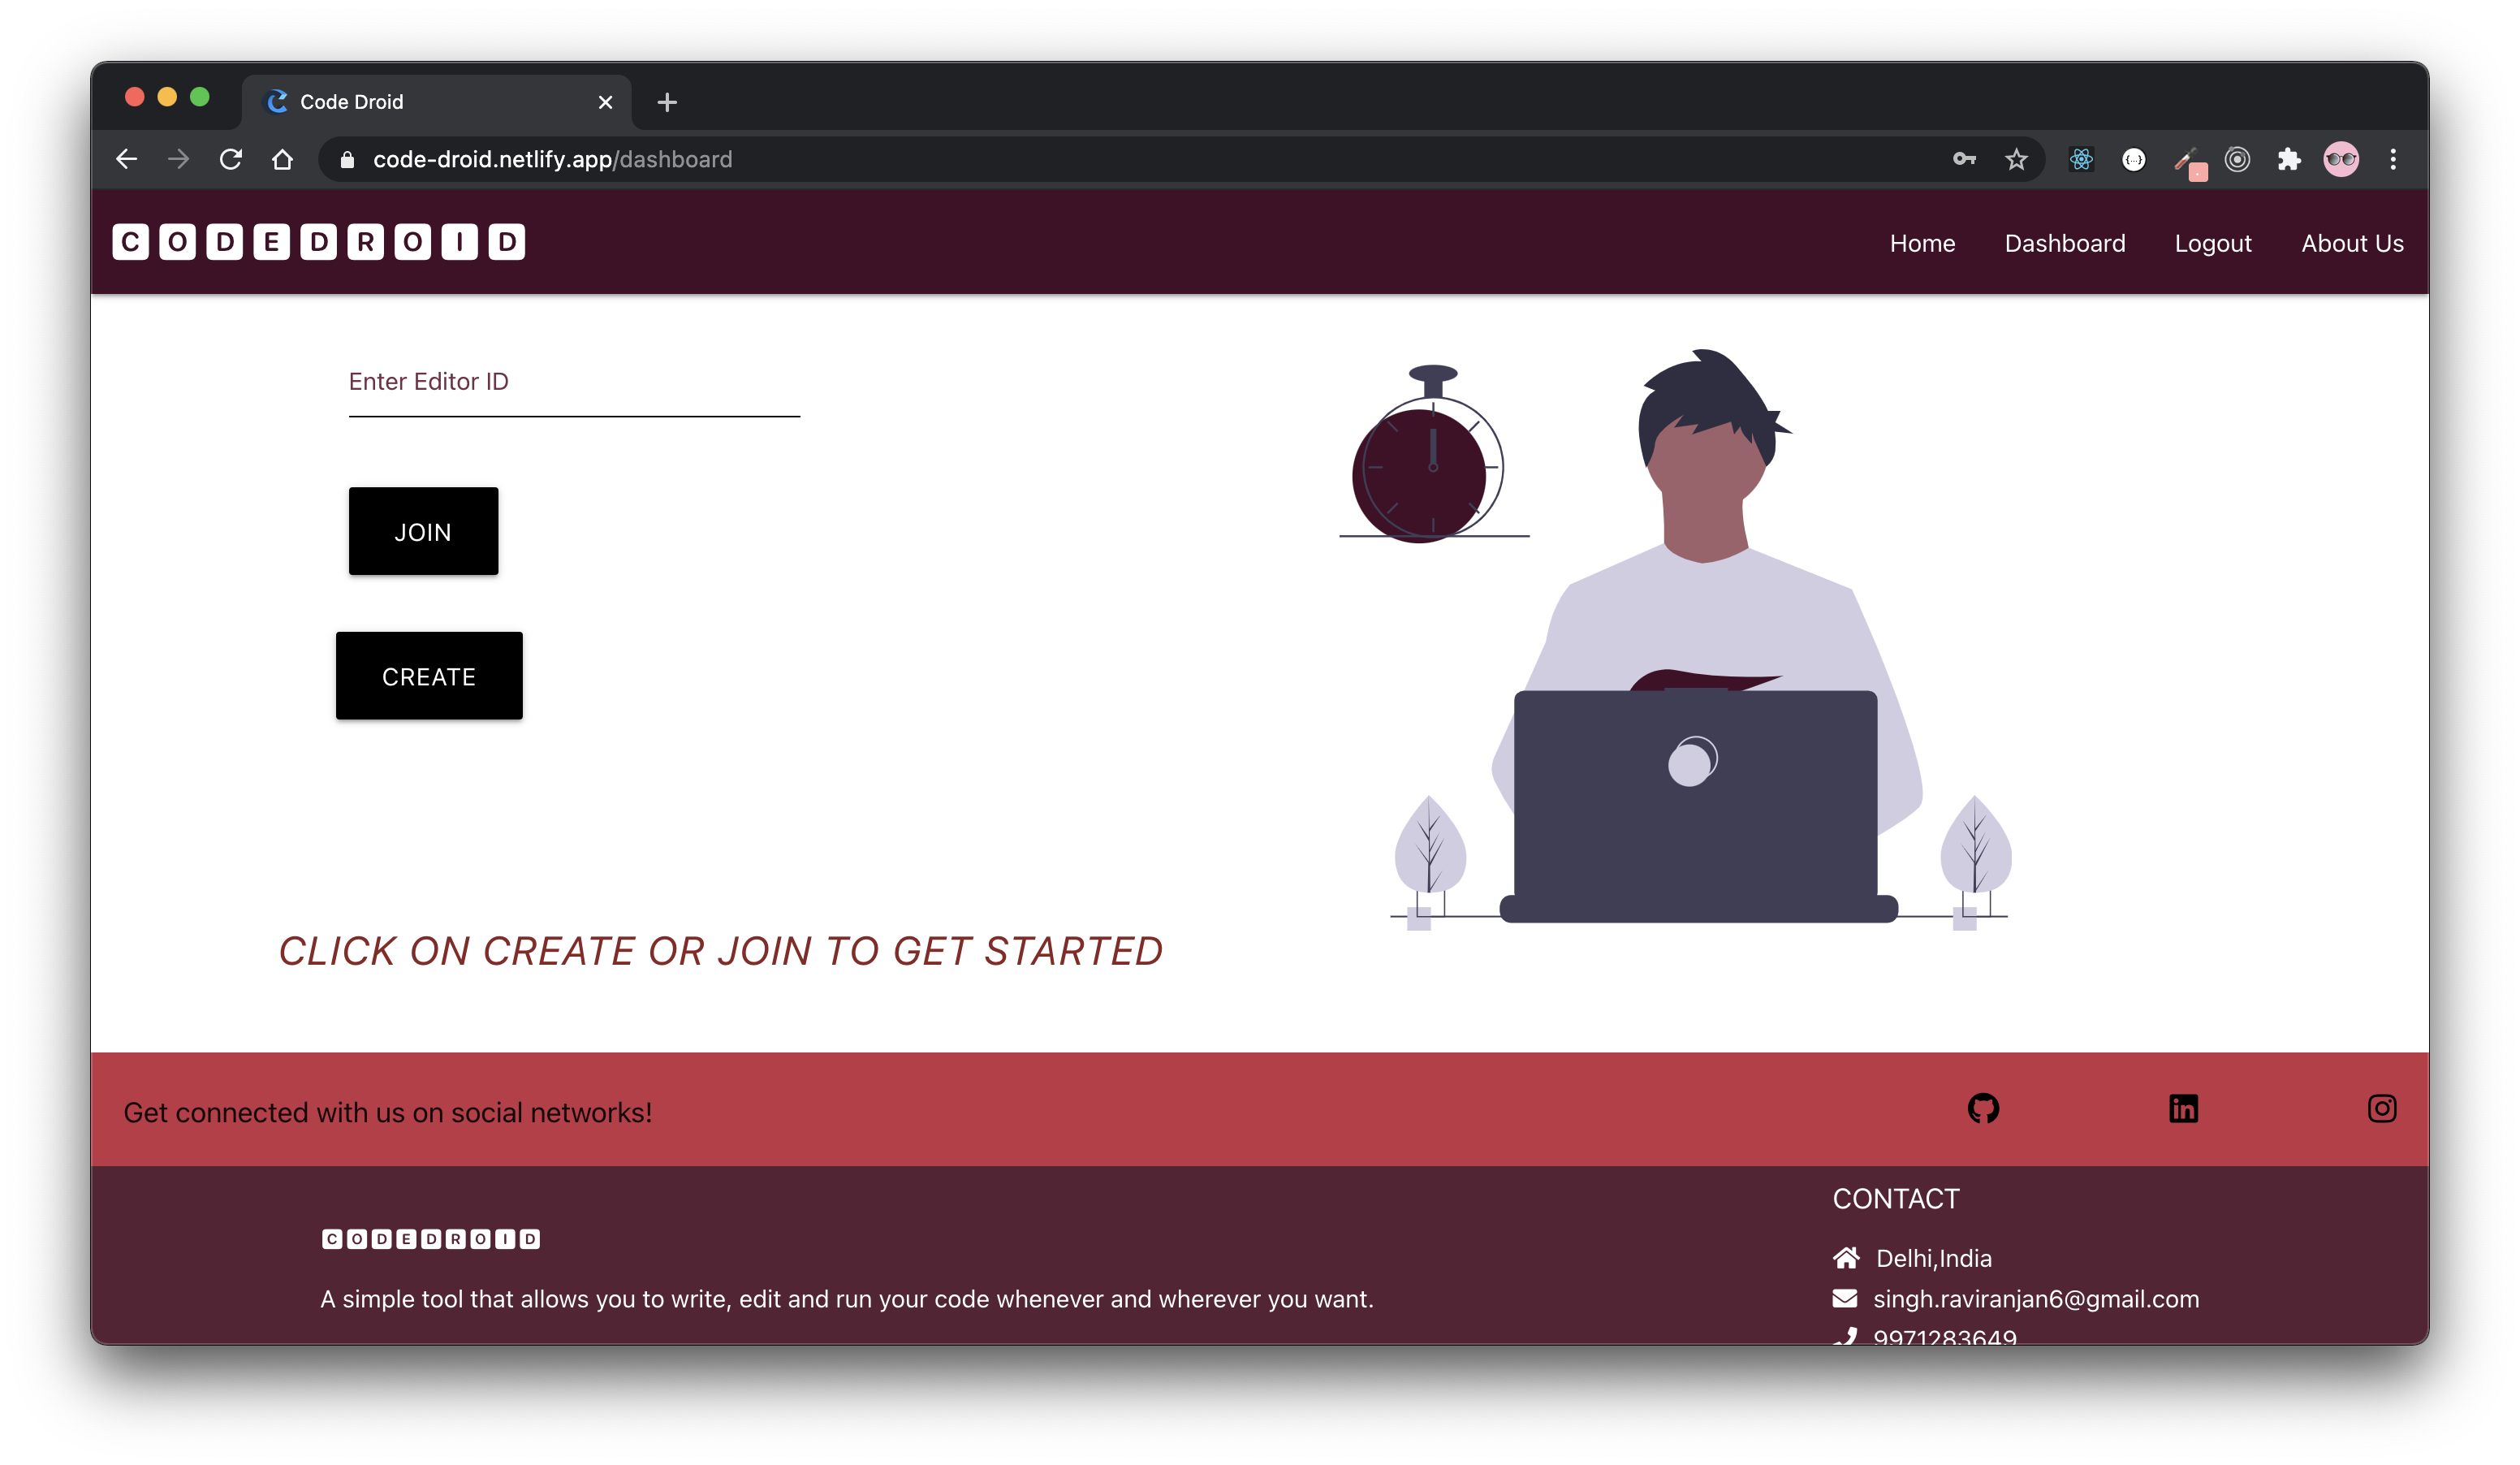 Code Droid
code-droid.netlify.app/dashboard
CODEDROID
Home Dashboard Logout About Us
Enter Editor ID
JOIN
CREATE
CLICK ON CREATE OR JOIN TO GET STARTED
Get connected with us on social networks!
CONTACT
CODEDROID
Delhi,India
A simple tool that allows you to write, edit and run your code whenever and wherever you want.
singh.raviranjan6@gmail.com
9971283649